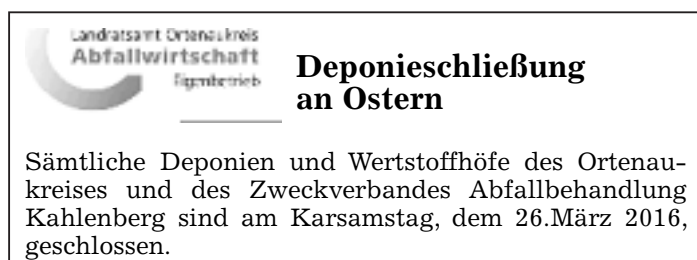 Landratsamt Ortenaukreis
Abfallwirtschaft
Eigenbetrieb
Deponieschließung
an Ostern
Sämtliche Deponien und Wertstoffhöfe des Ortenau-
kreises und des Zweckverbandes Abfallbehandlung
Kahlenberg sind am Karsamstag, dem 26.März 2016,
geschlossen.